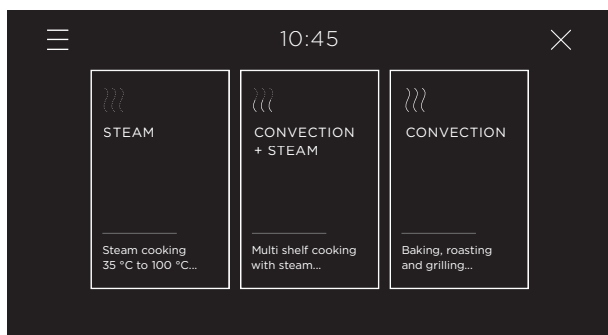 10:45
STEAM
Steam cooking
35 °C to 100 °C...
CONVECTION
+ STEAM
Multi shelf cooking
with steam...
CONVECTION
Baking, roasting
and grilling...